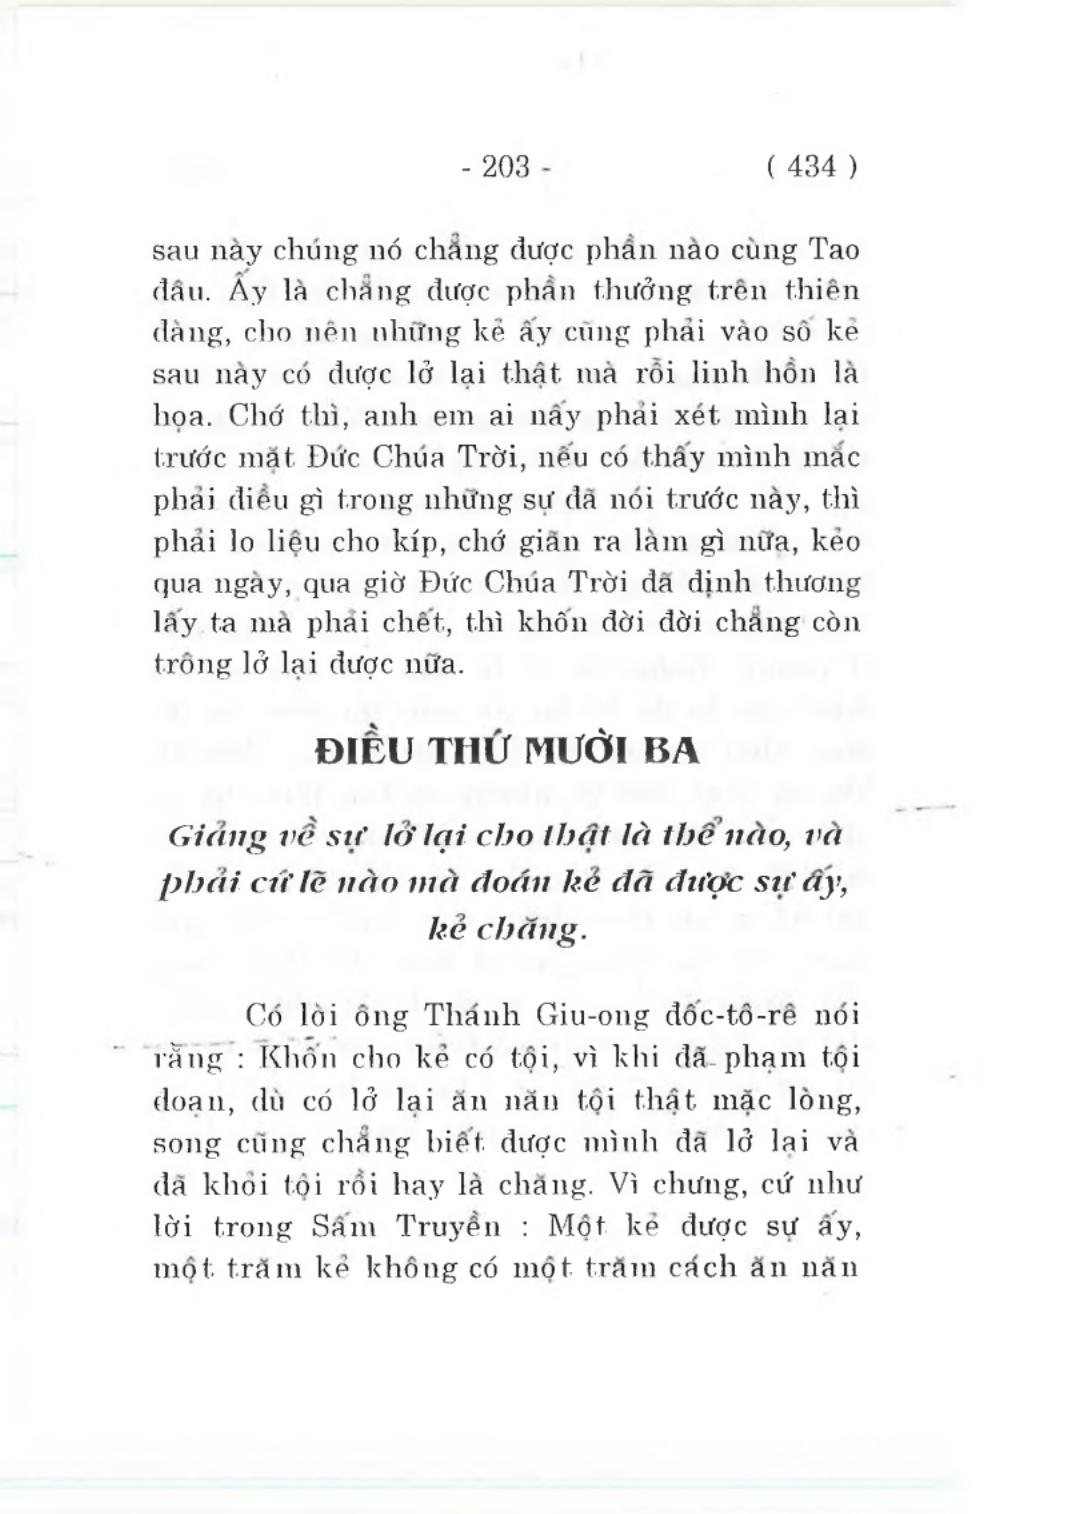 - 203 - ( 434 )
sau này chúng nó chẳng được phần nào cùng Tao
đâu. Ấy là chẳng được phần thưởng trên thiên
đàng, cho nên những kẻ ấy cũng phải vào số kẻ
sau này có được lở lại thật mà rỗi linh hồn là
họa. Chớ thì, anh em ai nấy phải xét mình lại
trước mặt Đức Chúa Trời, nếu có thấy mình mắc
phải điều gì trong những sự đã nói trước này, thì
phải lo liệu cho kíp, chớ giãn ra làm gì nữa, kẻo
qua ngày, qua giờ Đức Chúa Trời đã định thương
lấy ta mà phải chết, thì khốn đời đời chẳng còn
trông lở lại được nữa.
ĐIỀU THỨ MƯỜI BA
Giảng về sự lở lại cho thật là thể nào, và
phải cứ lẽ nào mà đoán kẻ đã được sự ấy,
kẻ chăng.
Có lời ông Thánh Giu-ong đốc-tô-rê nói
rằng : Khốn cho kẻ có tội, vì khi đã phạm tội
đoạn, dù có lở lại ăn năn tội thật mặc lòng,
song cũng chẳng biết được mình đã lở lại và
đã khỏi tội rồi hay là chăng. Vì chưng, cứ như
lời trong Sấm Truyền : Một kẻ được sự ấy,
một trăm kẻ không có một trăm cách ăn năn